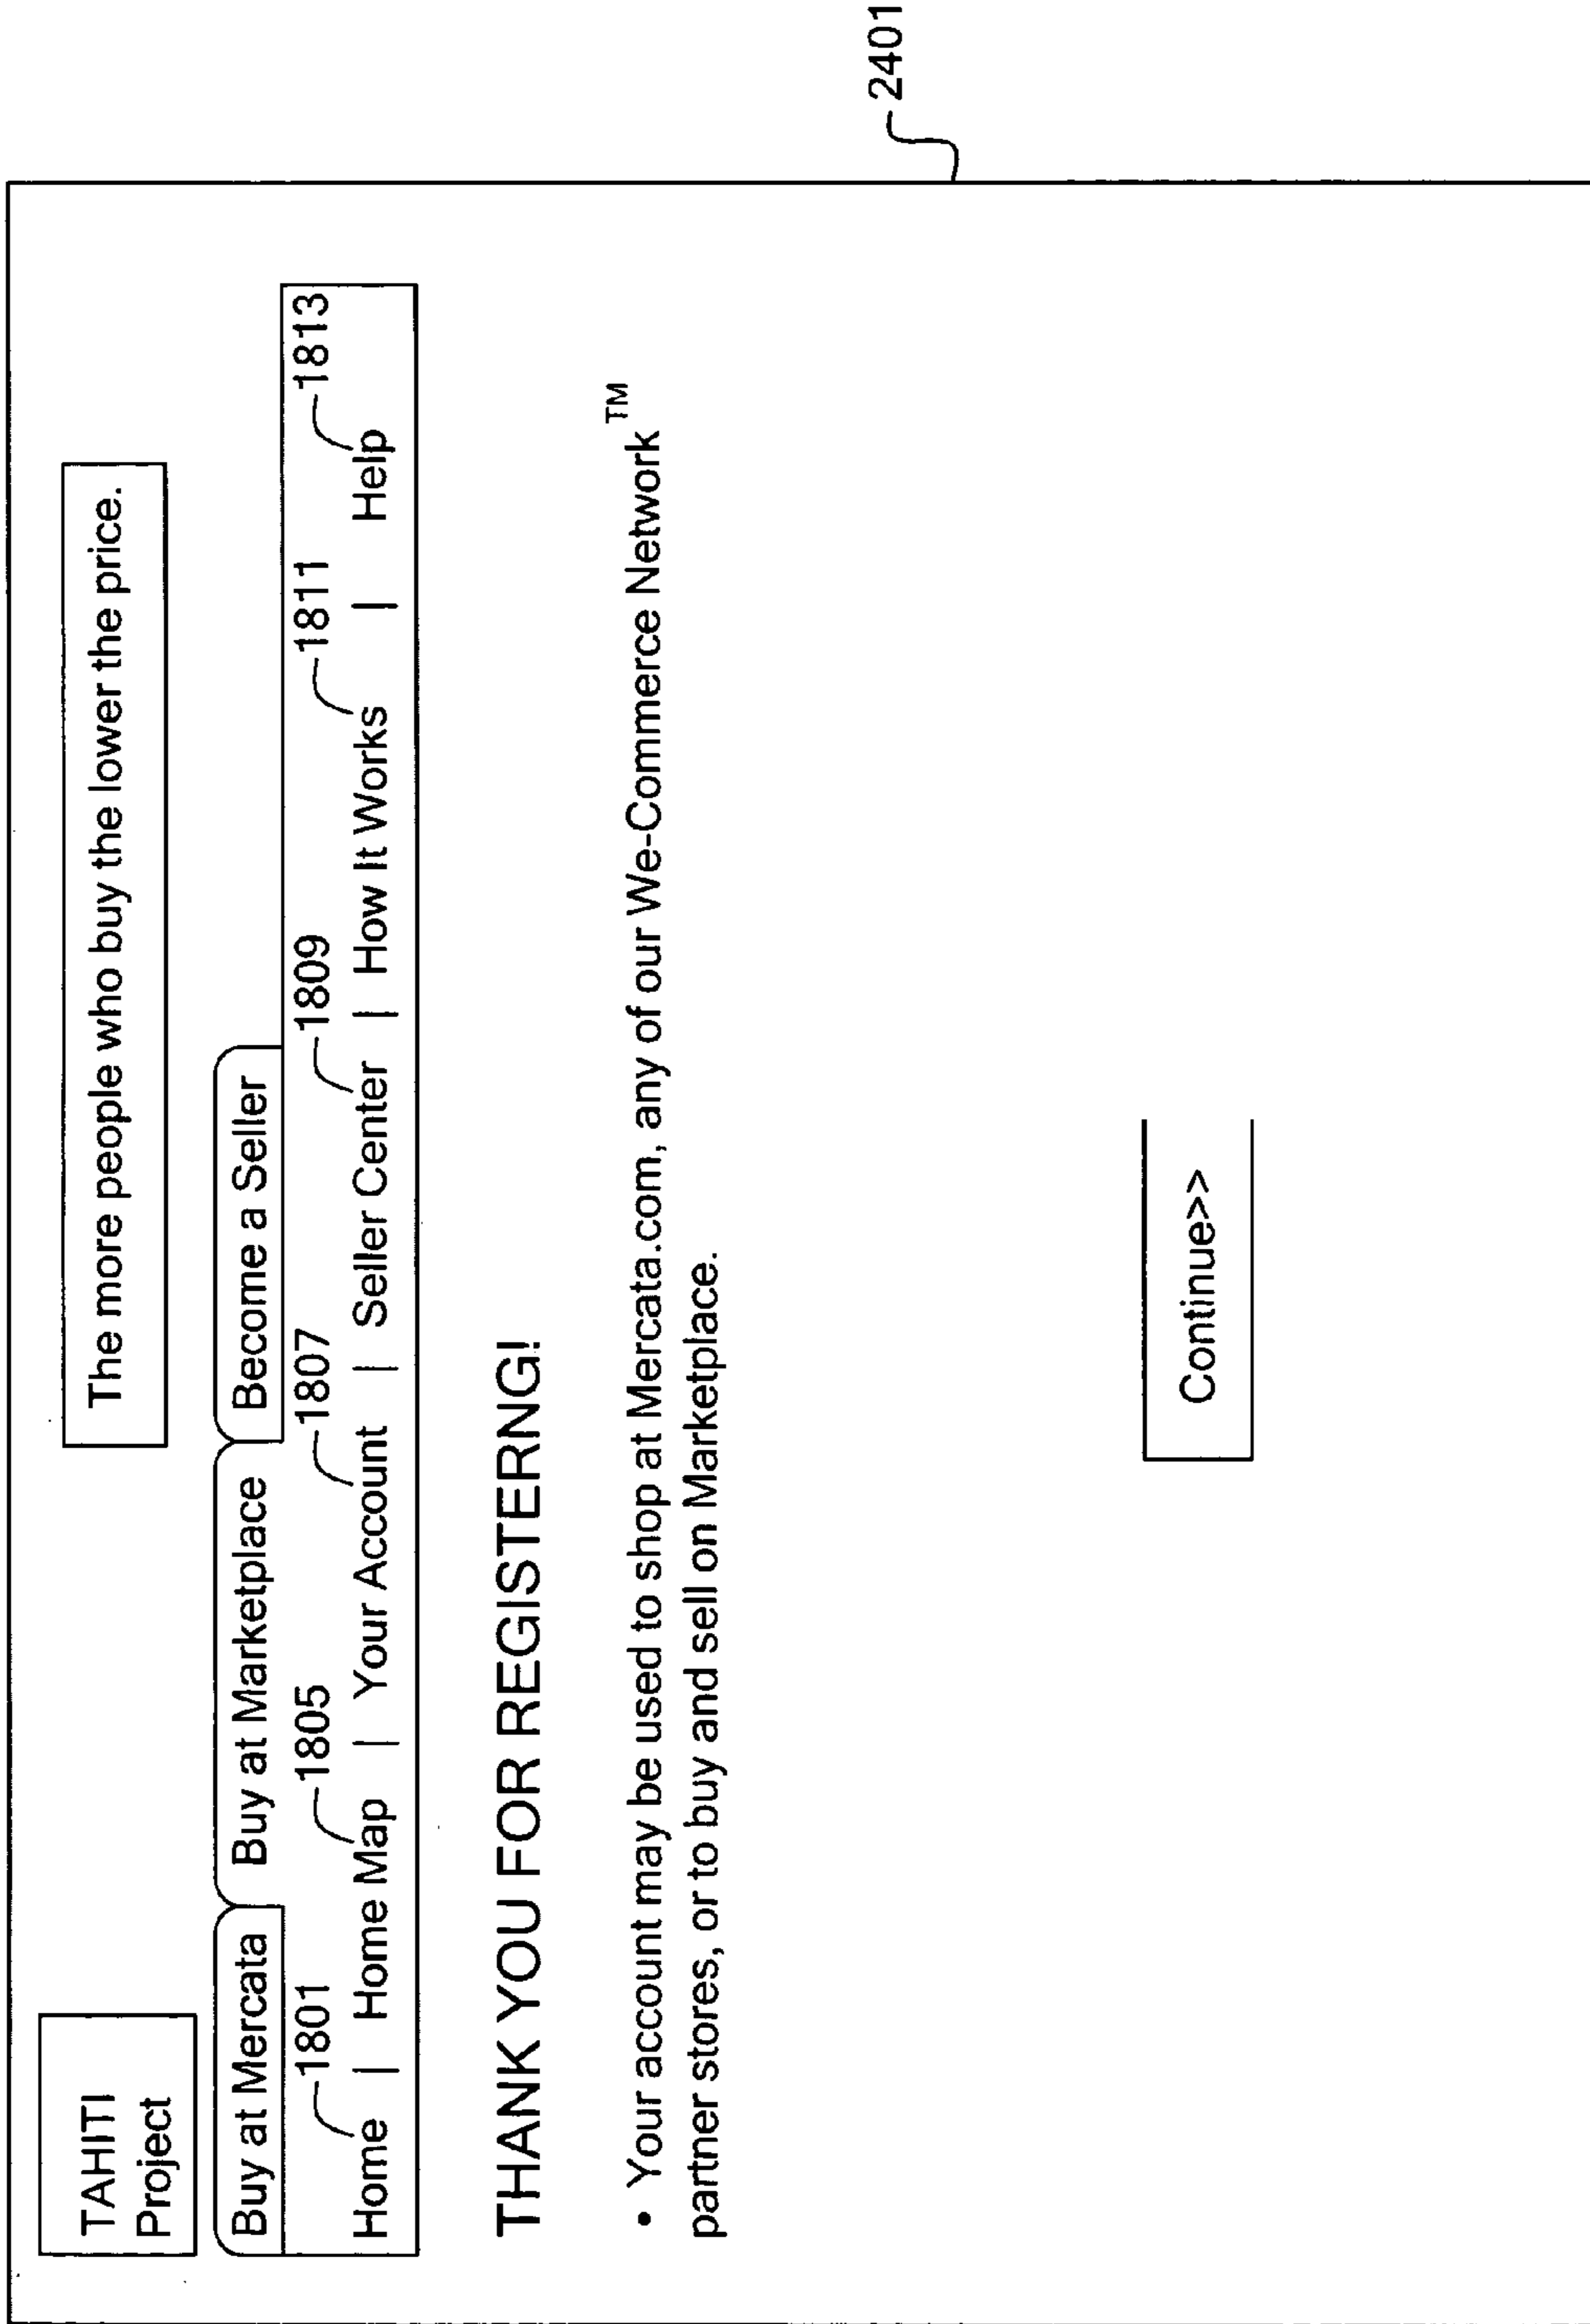 TAHITI
Project
The more people who buy the lower the price.
Buy at Mercata Buy at Marketplace Become a Seller
1801 1805 1807 1809 1811 1813
Home | Home Map | Your Account | Seller Center | How It Works | Help
THANK YOU FOR REGISTERNG!
• Your account may be used to shop at Mercata.com, any of our We-Commerce Network™
partner stores, or to buy and sell on Marketplace.
Continue>>
2401